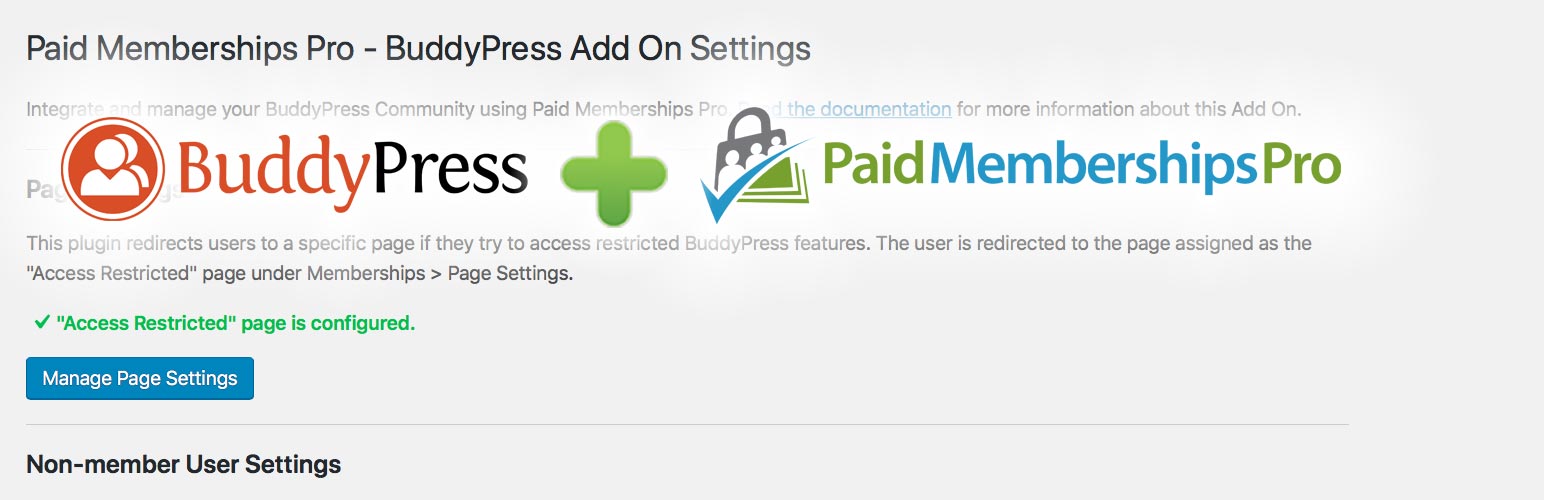 Paid Memberships Pro - BuddyPress Add On Settings
Integrate and manage your BuddyPress Community using Paid Memberships Pro. the documentation for more information about this Add On.
BuddyPress PaidMembershipsPro
This plugin redirects users to a specific page if they try to access restricted BuddyPress features. The user is redirected to the page assigned as the
"Access Restricted" page under Memberships > Page Settings.
"Access Restricted" page is configured.
Manage Page Settings
Non-member User Settings